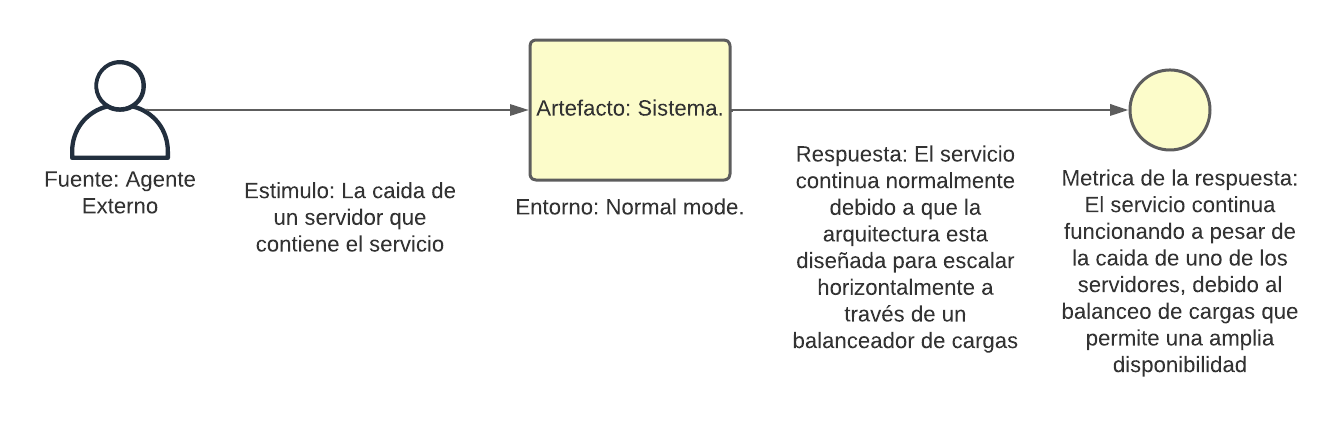 Fuente: Agente
Externo
Estimulo: La caida de
un servidor que
contiene el servicio
Artefacto: Sistema.
Entorno: Normal mode.
Respuesta: El servicio
continua normalmente
debido a que la
arquitectura esta
diseñada para escalar
horizontalmente a
través de un
balanceador de cargas
Metrica de la respuesta:
El servicio continua
funcionando a pesar de
la caida de uno de los
servidores, debido al
balanceo de cargas que
permite una amplia
disponibilidad